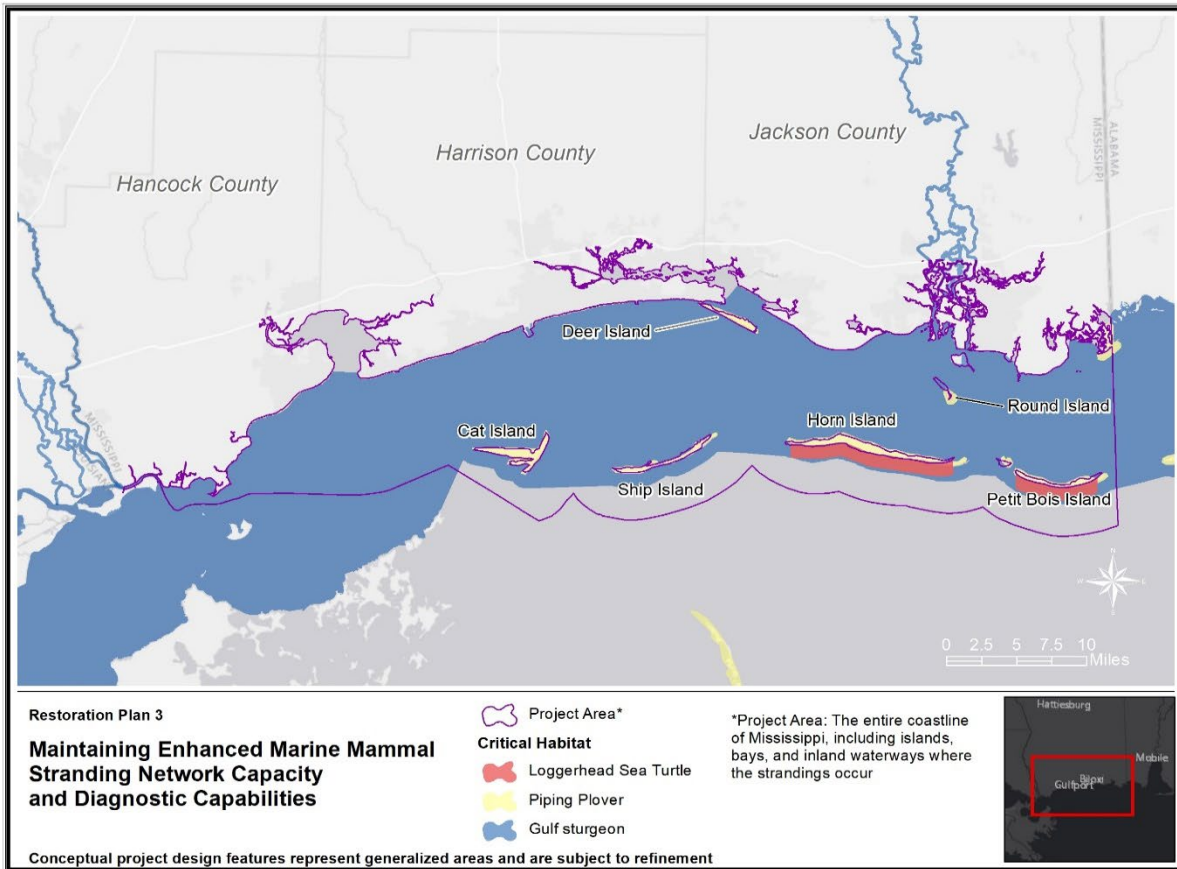 Hancock County
Harrison County
Jackson County
ALABAMA
MISSISSIPPI
Deer Island
Round Island
Cat Island
Horn Island
Ship Island
Petit Bois Island
MISSISSIPPI
N
E
S
W
0 2.5 5 7.5 10
Miles
Restoration Plan 3
Maintaining Enhanced Marine Mammal
Stranding Network Capacity
and Diagnostic Capabilities
Project Area*
Critical Habitat
Loggerhead Sea Turtle
Piping Plover
Gulf sturgeon
*Project Area: The entire coastline
of Mississippi, including islands,
bays, and inland waterways where
the strandings occur
Hattiesburg
Mobile
Biloxi
Gulfport
Conceptual project design features represent generalized areas and are subject to refinement